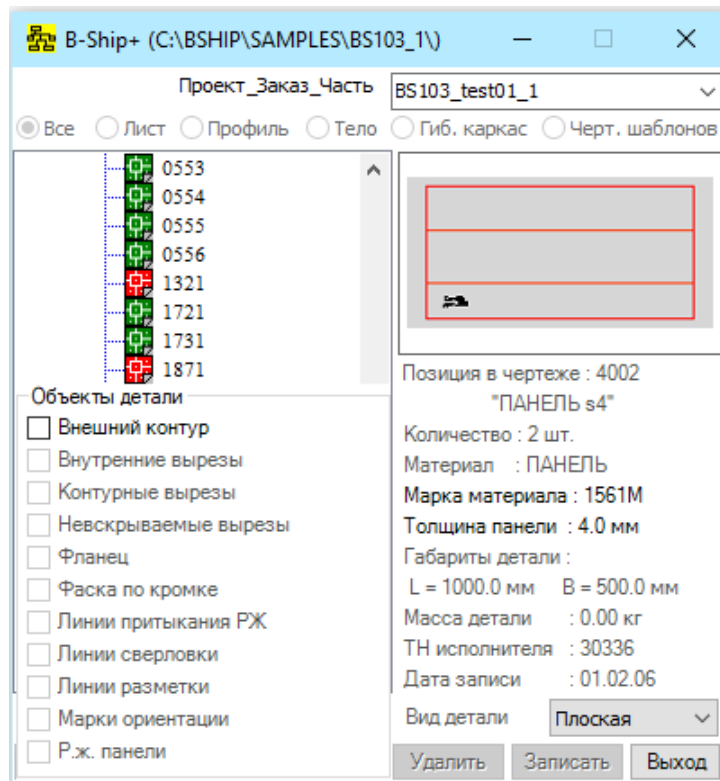 B-Ship+ (C:\BSHIP\SAMPLES\BS103_1\)
Проект_Заказ_Часть BS103_test01_1
Все Лист Профиль Тело Гиб. каркас Черт. шаблонов
0553
0554
0555
0556
1321
1721
1731
1871
Объекты детали
Внешний контур
Внутренние вырезы
Контурные вырезы
Невскрываемые вырезы
Фланец
Фаска по кромке
Линии притыкания РЖ
Линии сверловки
Линии разметки
Марки ориентации
Р.ж. панели
Позиция в чертеже : 4002
"ПАНЕЛЬ s4"
Количество : 2 шт.
Материал : ПАНЕЛЬ
Марка материала : 1561М
Толщина панели : 4.0 мм
Габариты детали :
L = 1000.0 мм B = 500.0 мм
Масса детали : 0.00 кг
ТН исполнителя : 30336
Дата записи : 01.02.06
Вид детали Плоская
Удалить Записать Выход